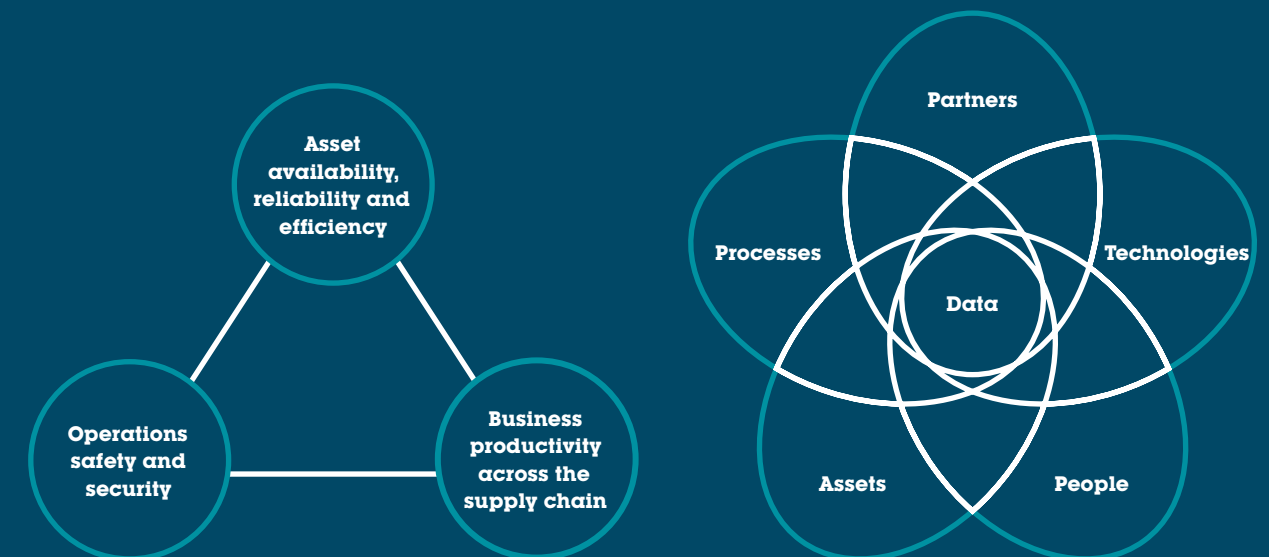 Asset
availability,
reliability and
efficiency
Operations
safety and
security
Business
productivity
across the
supply chain
Partners
Processes
Technologies
Data
Assets
People